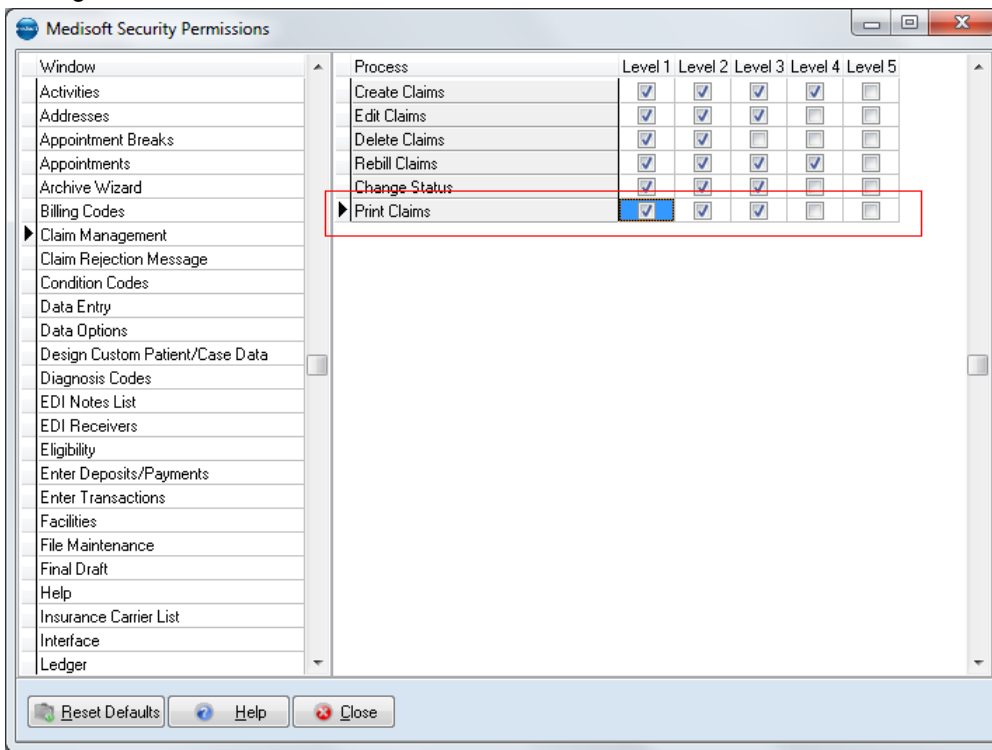 Medisoft Security Permissions
Window
Activities
Addresses
Appointment Breaks
Appointments
Archive Wizard
Billing Codes
Claim Management
Claim Rejection Message
Condition Codes
Data Entry
Data Options
Design Custom Patient/Case Data
Diagnosis Codes
EDI Notes List
EDI Receivers
Eligibility
Enter Deposits/Payments
Enter Transactions
Facilities
File Maintenance
Final Draft
Help
Insurance Carrier List
Interface
Ledger
Process Level 1 Level 2 Level 3 Level 4 Level 5
Create Claims
Edit Claims
Delete Claims
Rebill Claims
Change Status
Print Claims
Reset Defaults Help Close